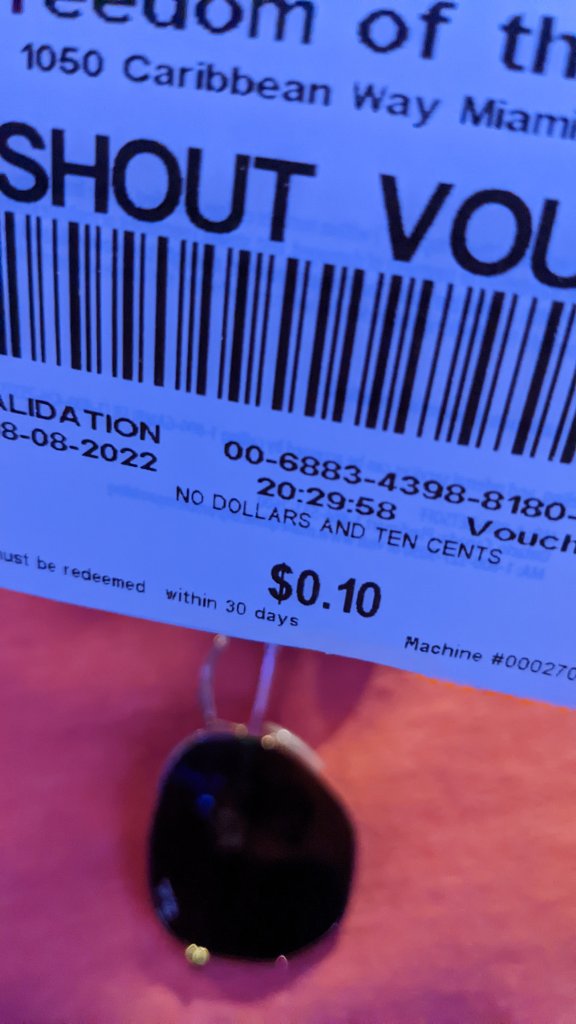 reedom of th
1050 Caribbean Way Miami
SHOUT VOU
ALIDATION
00-6883-4398-8180-
8-08-2022
20:29:58
Vouch
NO DOLLARS AND TEN CENTS
$0.10
ust be redeemed within 30 days
Machine #000270